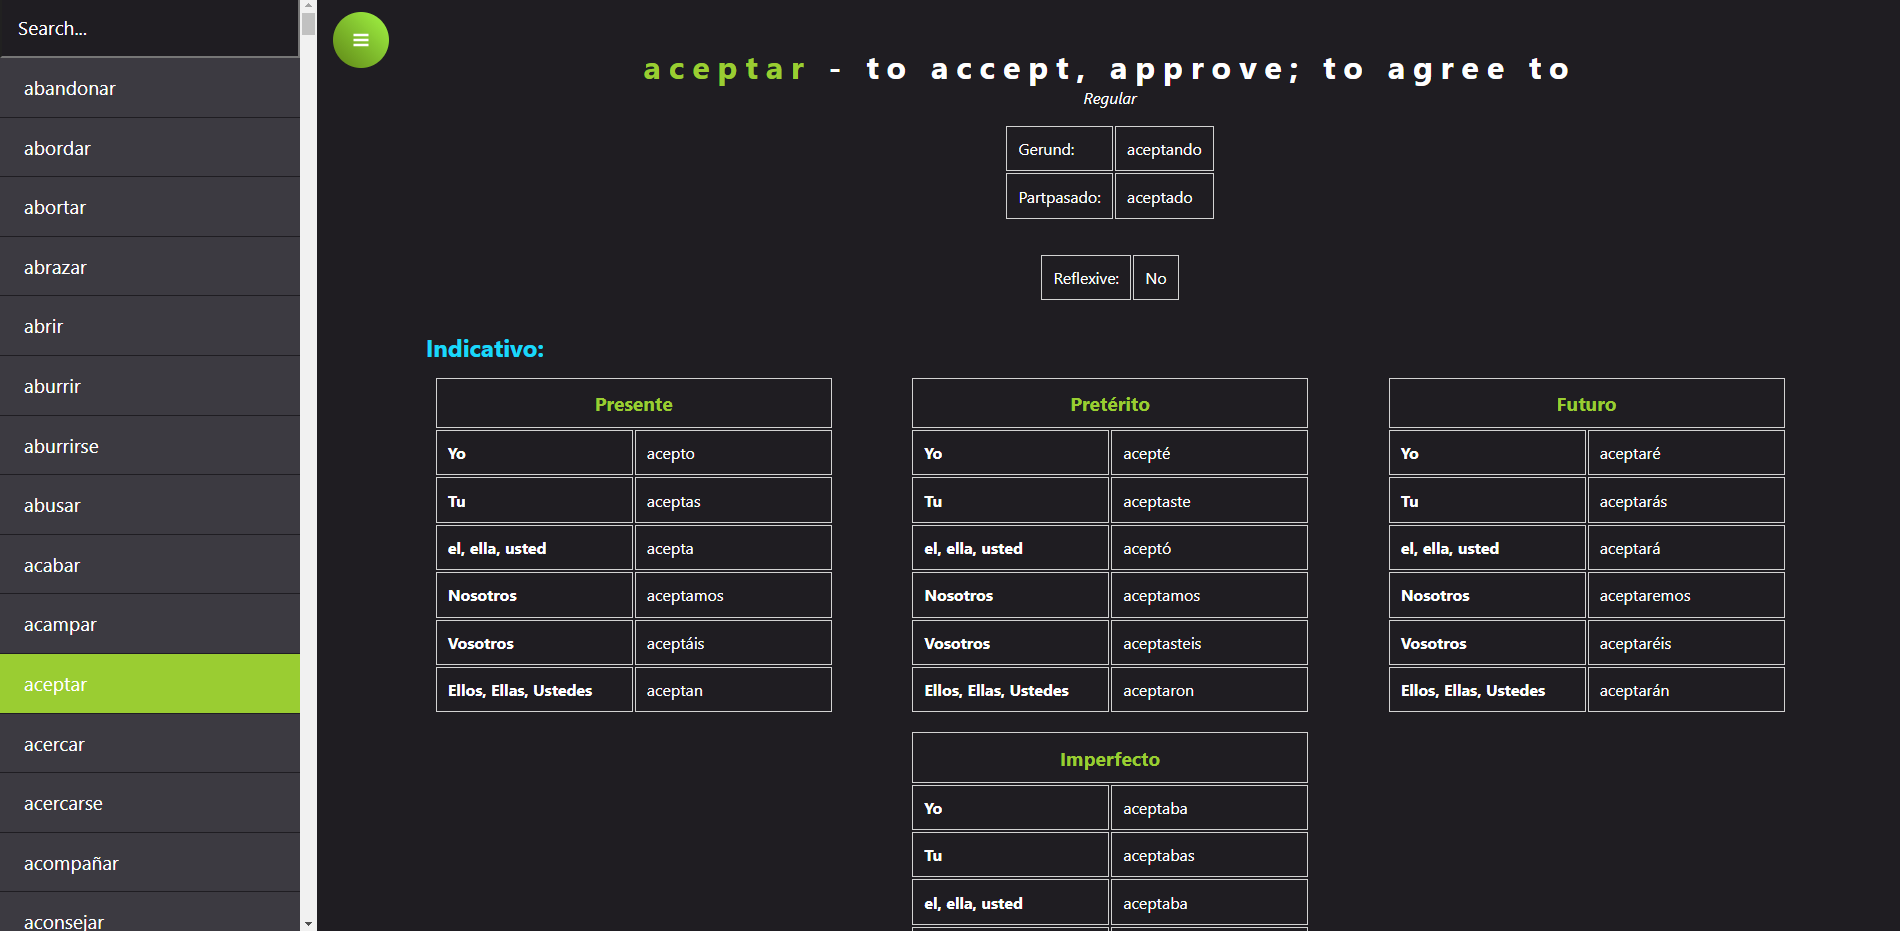 Search...
abandonar
abordar
abortar
abrazar
abrir
aburrir
aburrirse
abusar
acabar
acampar
aceptar
acercar
acercarse
acompañar
aconsejar
aceptar - to accept, approve; to agree to
Regular
Gerund: aceptando
Partpasado: aceptado
Reflexive: No
Indicativo:
Presente
Yo acepto
Tu aceptas
el, ella, usted acepta
Nosotros aceptamos
Vosotros aceptáis
Ellos, Ellas, Ustedes aceptan
Pretérito
Yo acepté
Tu aceptaste
el, ella, usted aceptó
Nosotros aceptamos
Vosotros aceptasteis
Ellos, Ellas, Ustedes aceptaron
Futuro
Yo aceptaré
Tu aceptarás
el, ella, usted aceptará
Nosotros aceptaremos
Vosotros aceptaréis
Ellos, Ellas, Ustedes aceptarán
Imperfecto
Yo aceptaba
Tu aceptabas
el, ella, usted aceptaba